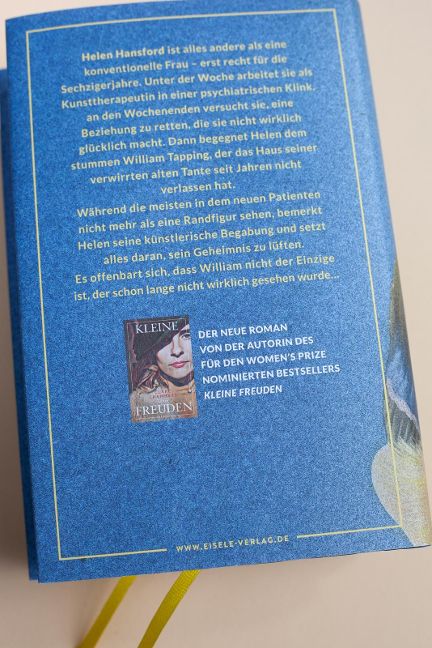 Helen Hansford ist alles andere als eine
konventionelle Frau – erst recht für die
Sechzigerjahre. Unter der Woche arbeitet sie als
Kunsttherapeutin in einer psychiatrischen Klink,
an den Wochenenden versucht sie, eine
Beziehung zu retten, die sie nicht wirklich
glücklich macht. Dann begegnet Helen dem
stummen William Tapping, der das Haus seiner
verwirrten alten Tante seit Jahren nicht
verlassen hat.
Während die meisten in dem neuen Patienten
nicht mehr als eine Randfigur sehen, bemerkt
Helen seine künstlerische Begabung und setzt
alles daran, sein Geheimnis zu lüften.
Es offenbart sich, dass William nicht der Einzige
ist, der schon lange nicht wirklich gesehen wurde...
KLEINE
FREUDEN
DER NEUE ROMAN
VON DER AUTORIN DES
FÜR DEN WOMEN'S PRIZE
NOMINIERTEN BESTSELLERS
KLEINE FREUDEN
WWW.EISELE-VERLAG.DE